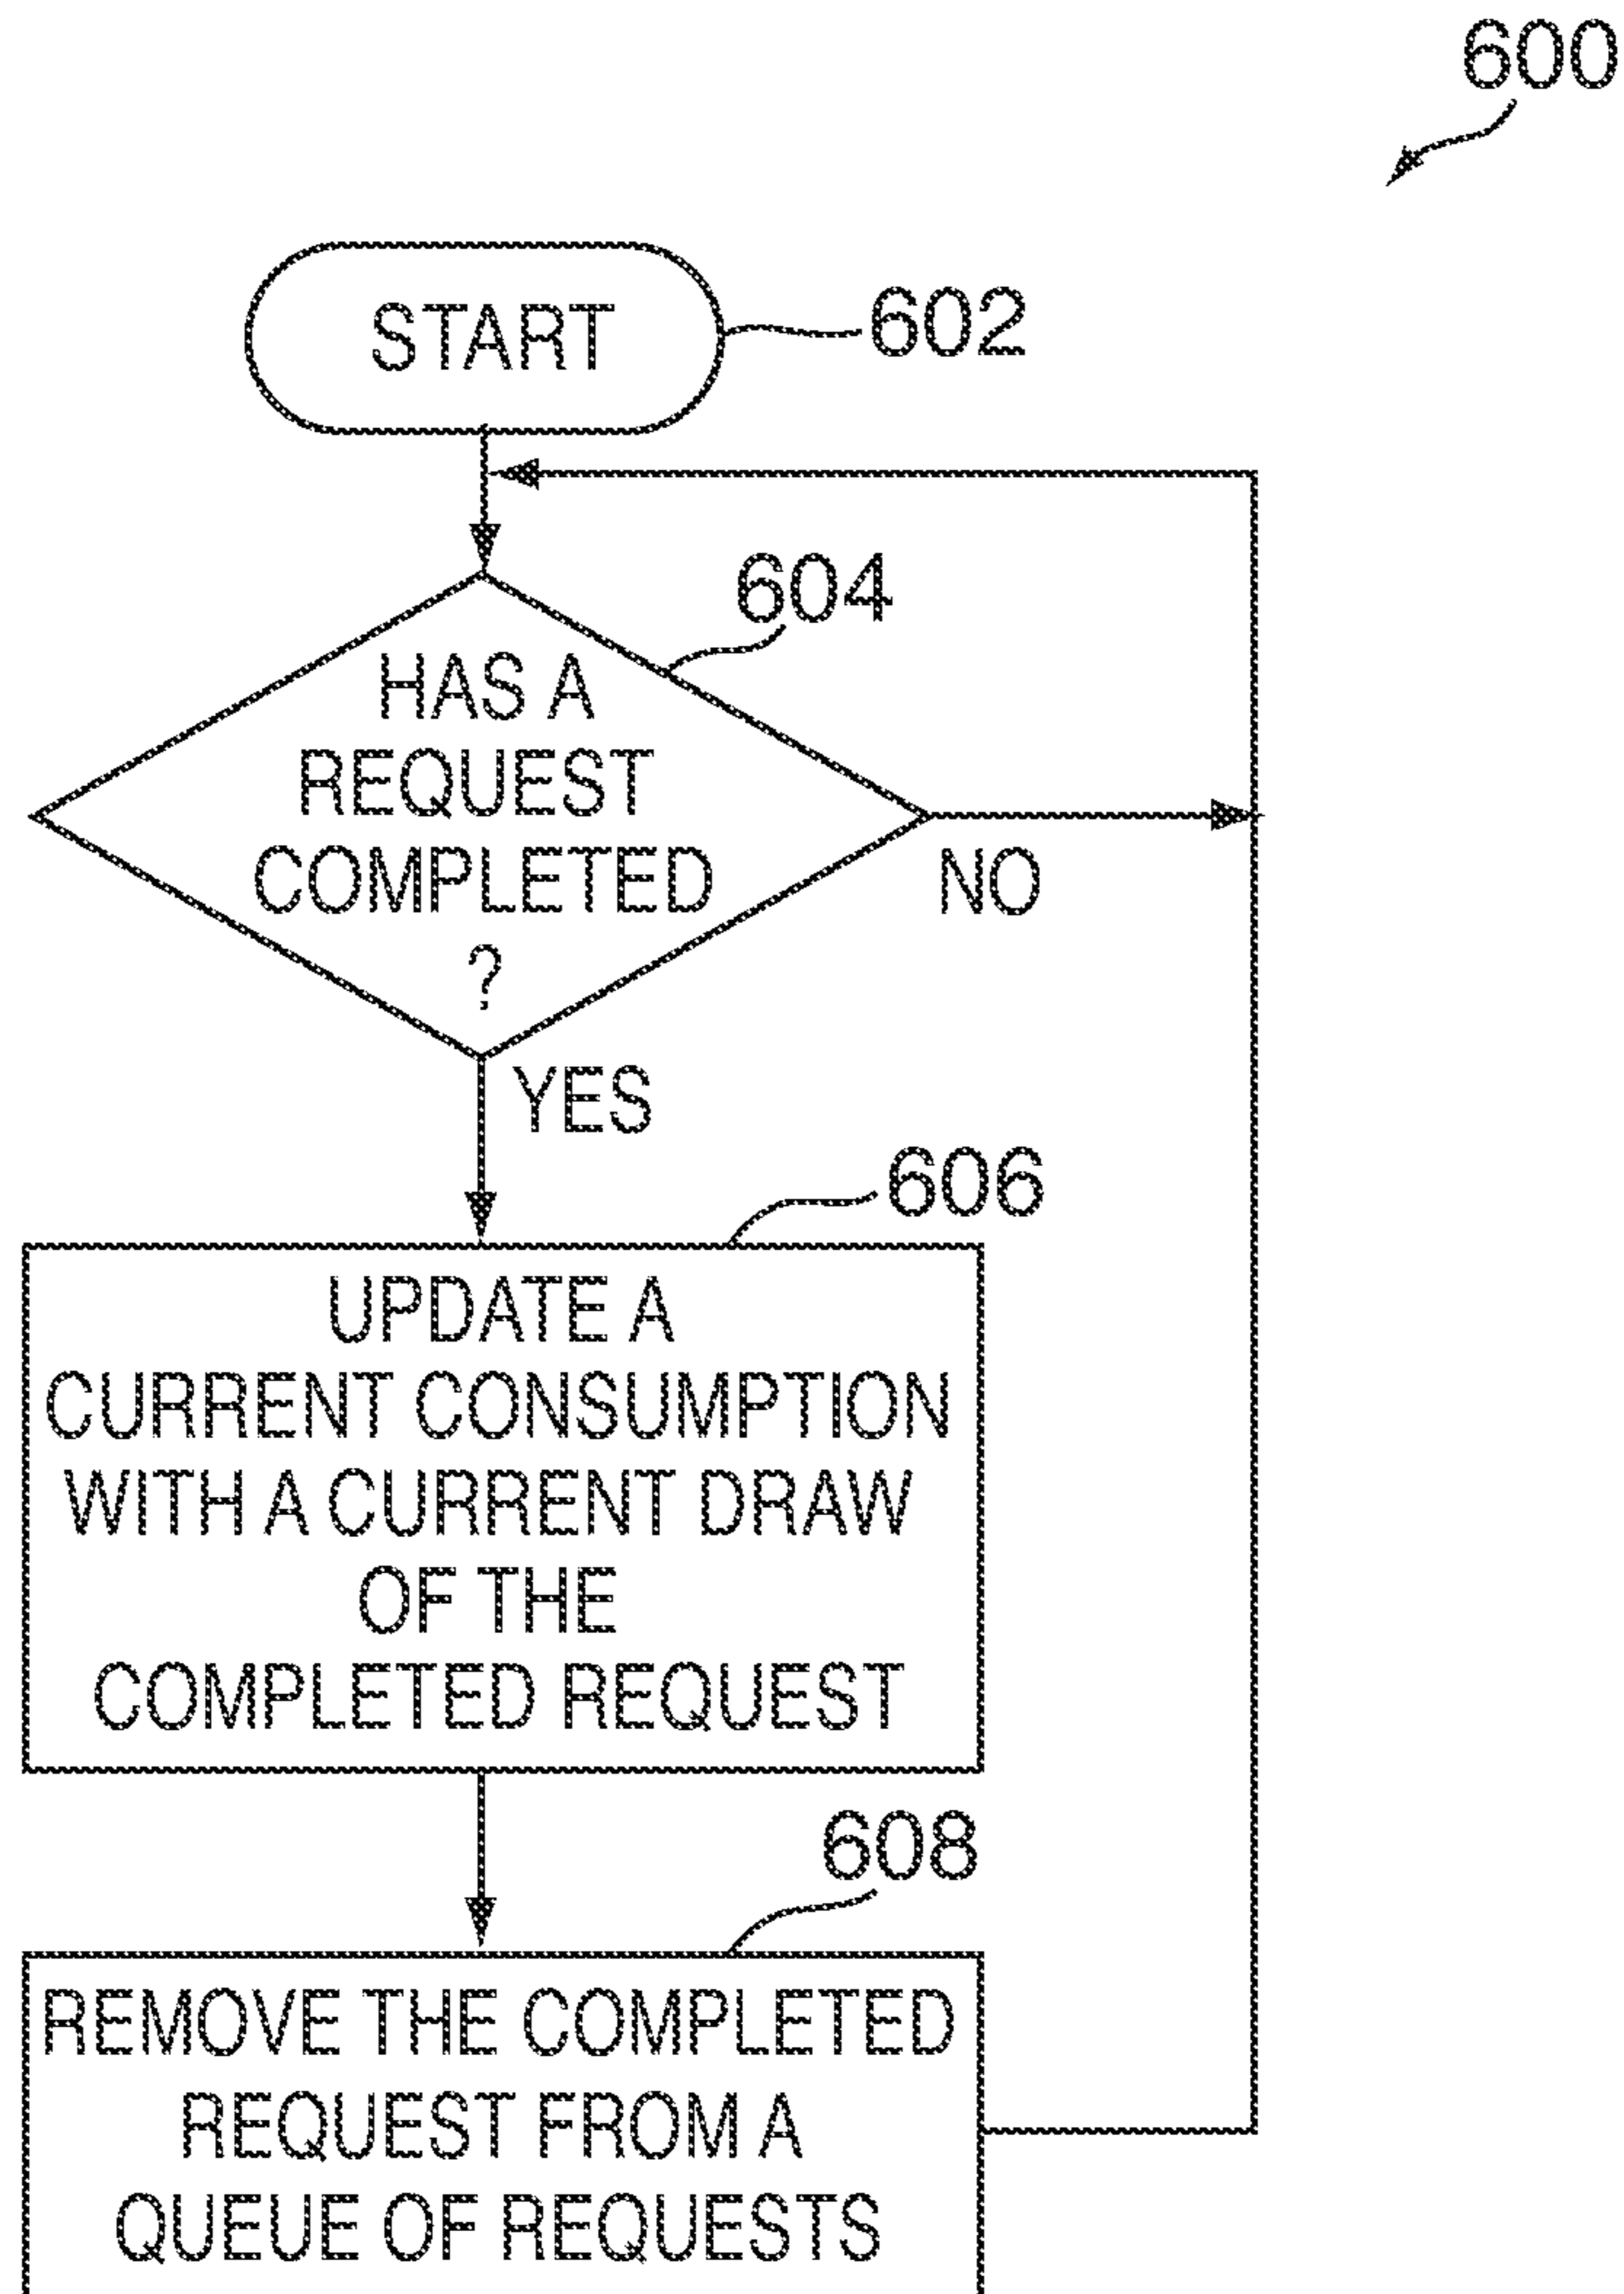 600
START
602
604
HAS A
REQUEST
COMPLETED
?
NO
YES
606
UPDATE A
CURRENT CONSUMPTION
WITH A CURRENT DRAW
OF THE
COMPLETED REQUEST
608
REMOVE THE COMPLETED
REQUEST FROM A
QUEUE OF REQUESTS